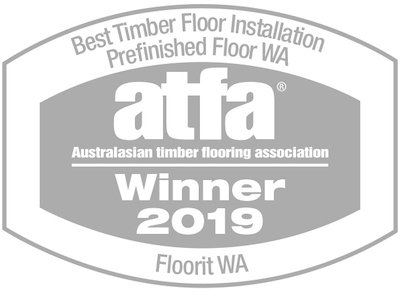 Best Timber Floor Installation
Prefinished Floor WA
atfa®
Australasian timber flooring association
Winner
2019
Floorit WA